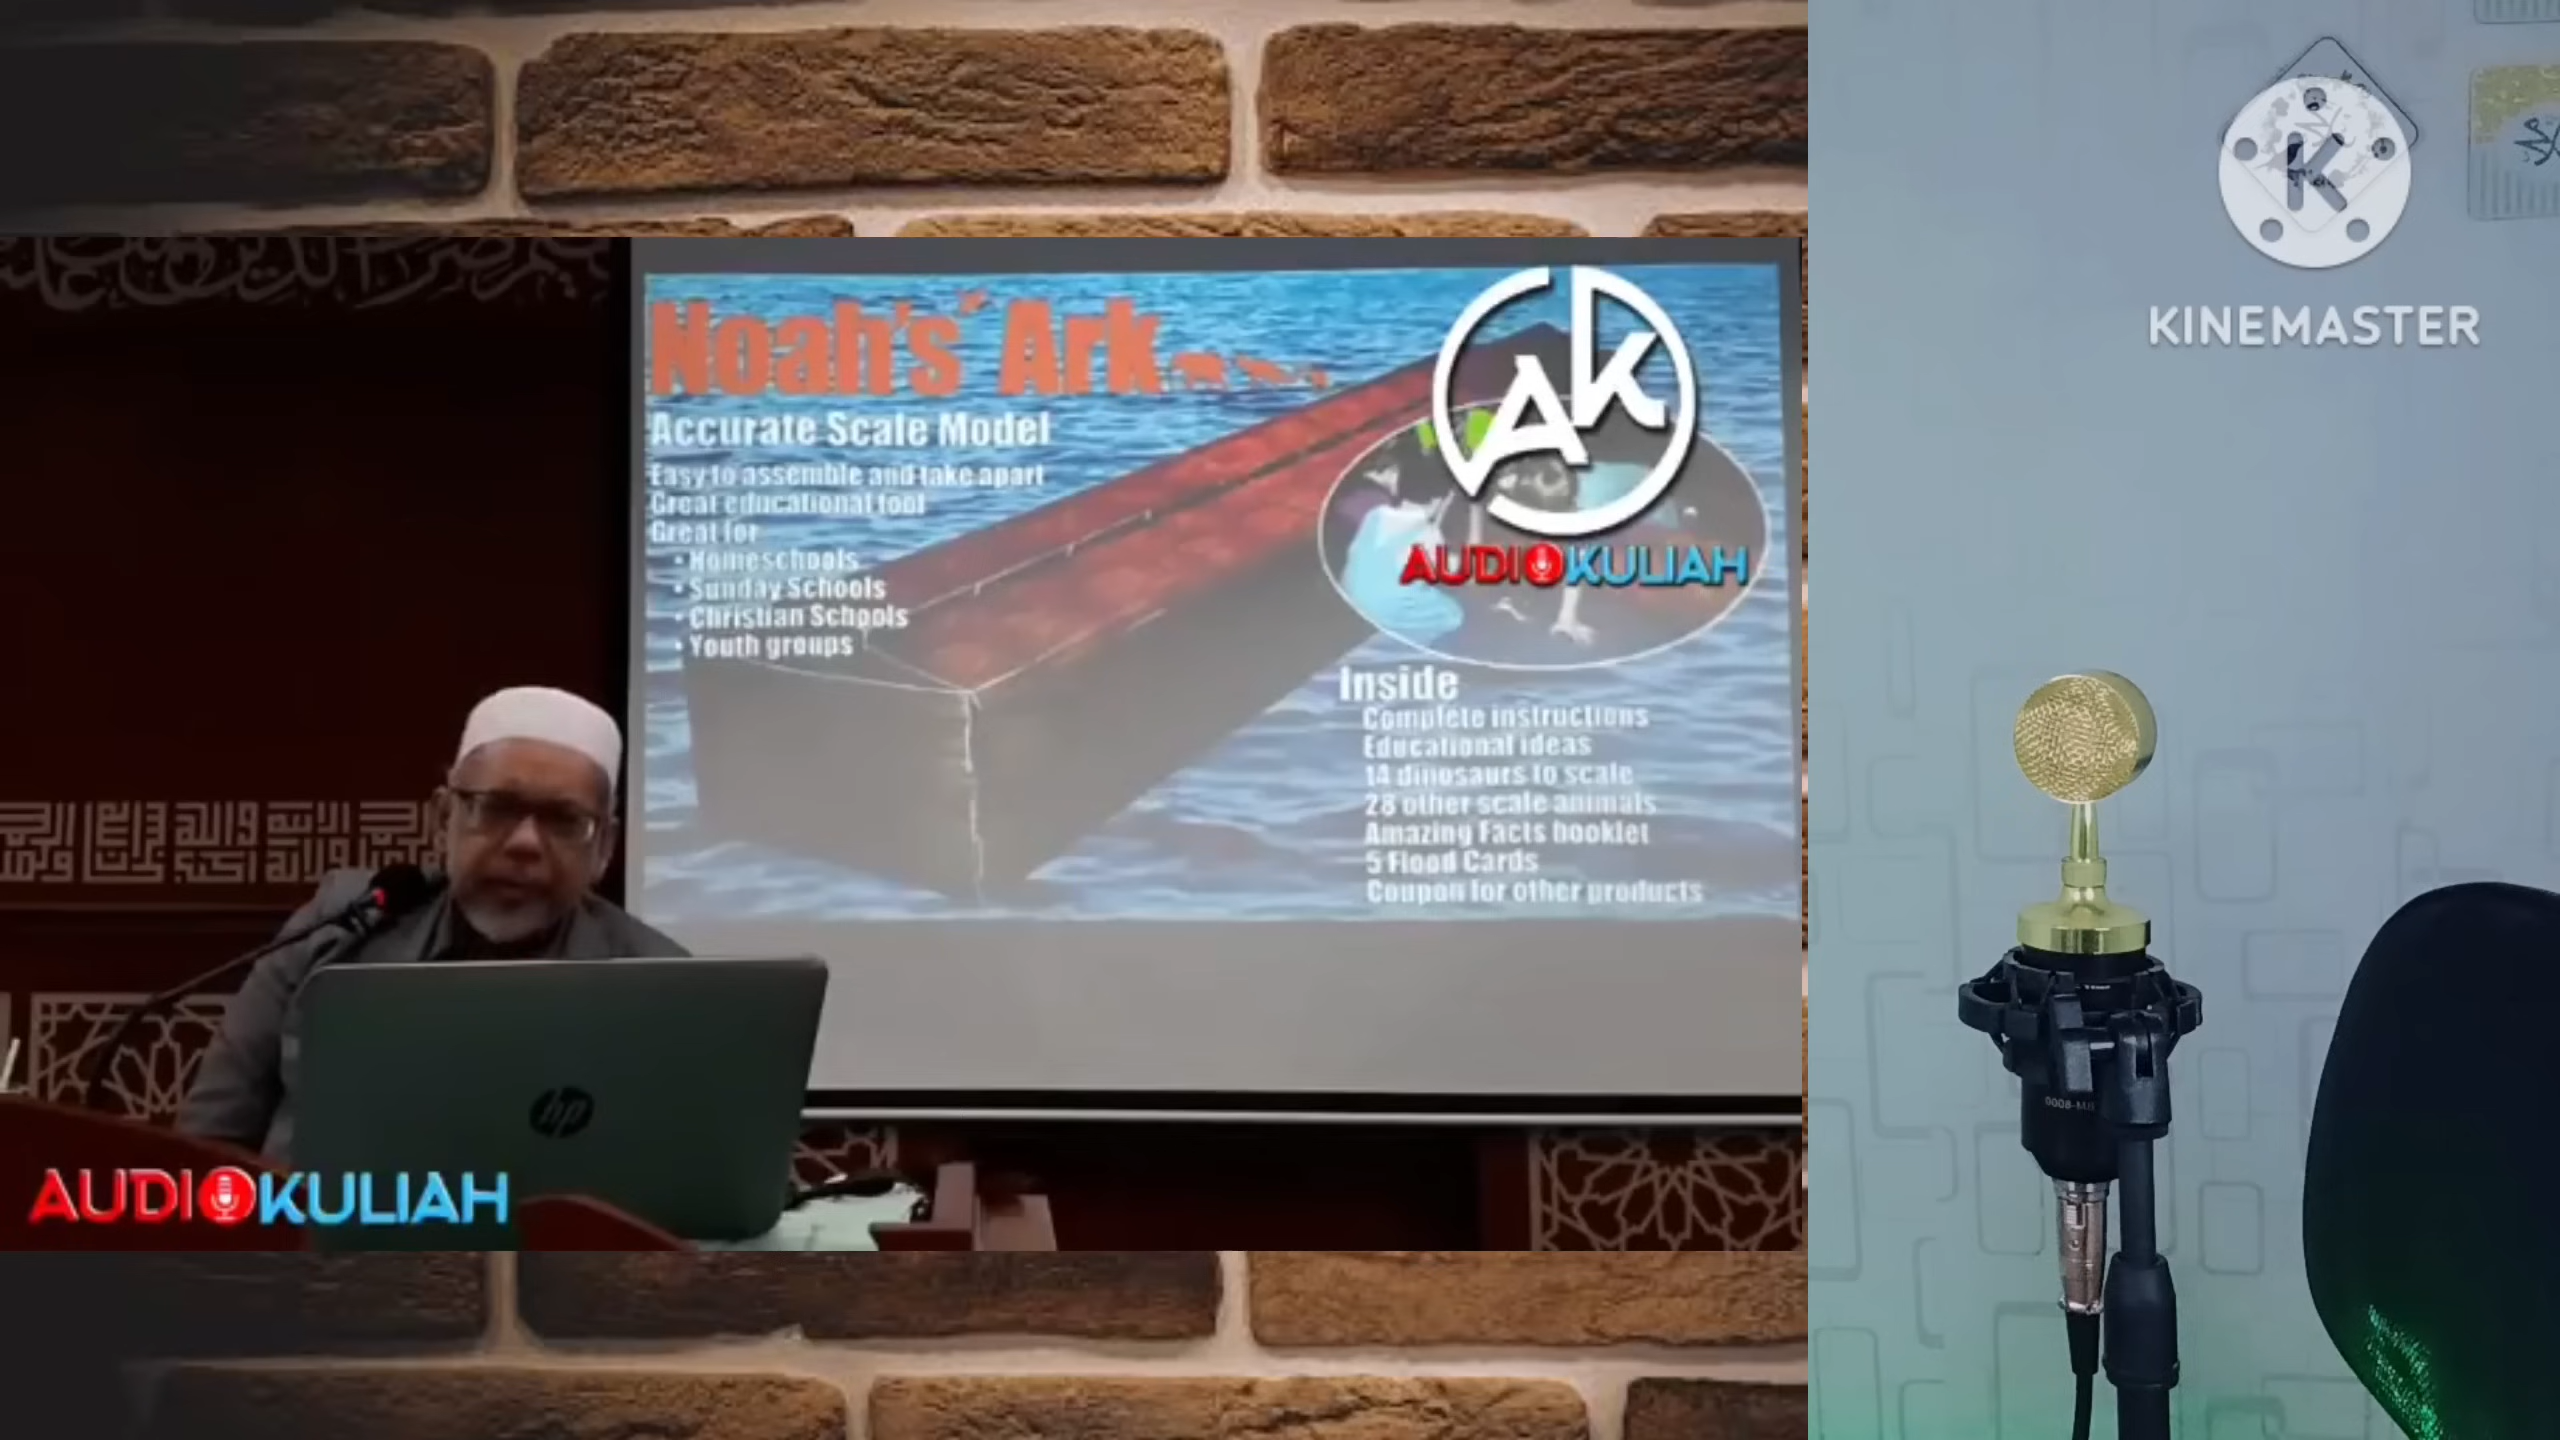 Noah's Ark
Accurate Scale Model
Easy to assemble and take apart
Great educational tool
Great for
• Homeschools
• Sunday Schools
• Christian Schools
• Youth groups
AK
AUDIOKULIAH
Inside
Complete instructions
Educational ideas
14 dinosaurs to scale
28 other scale animals
Amazing Facts booklet
5 Flood Cards
Coupon for other products
hp
AUDIOKULIAH
K
KINEMASTER